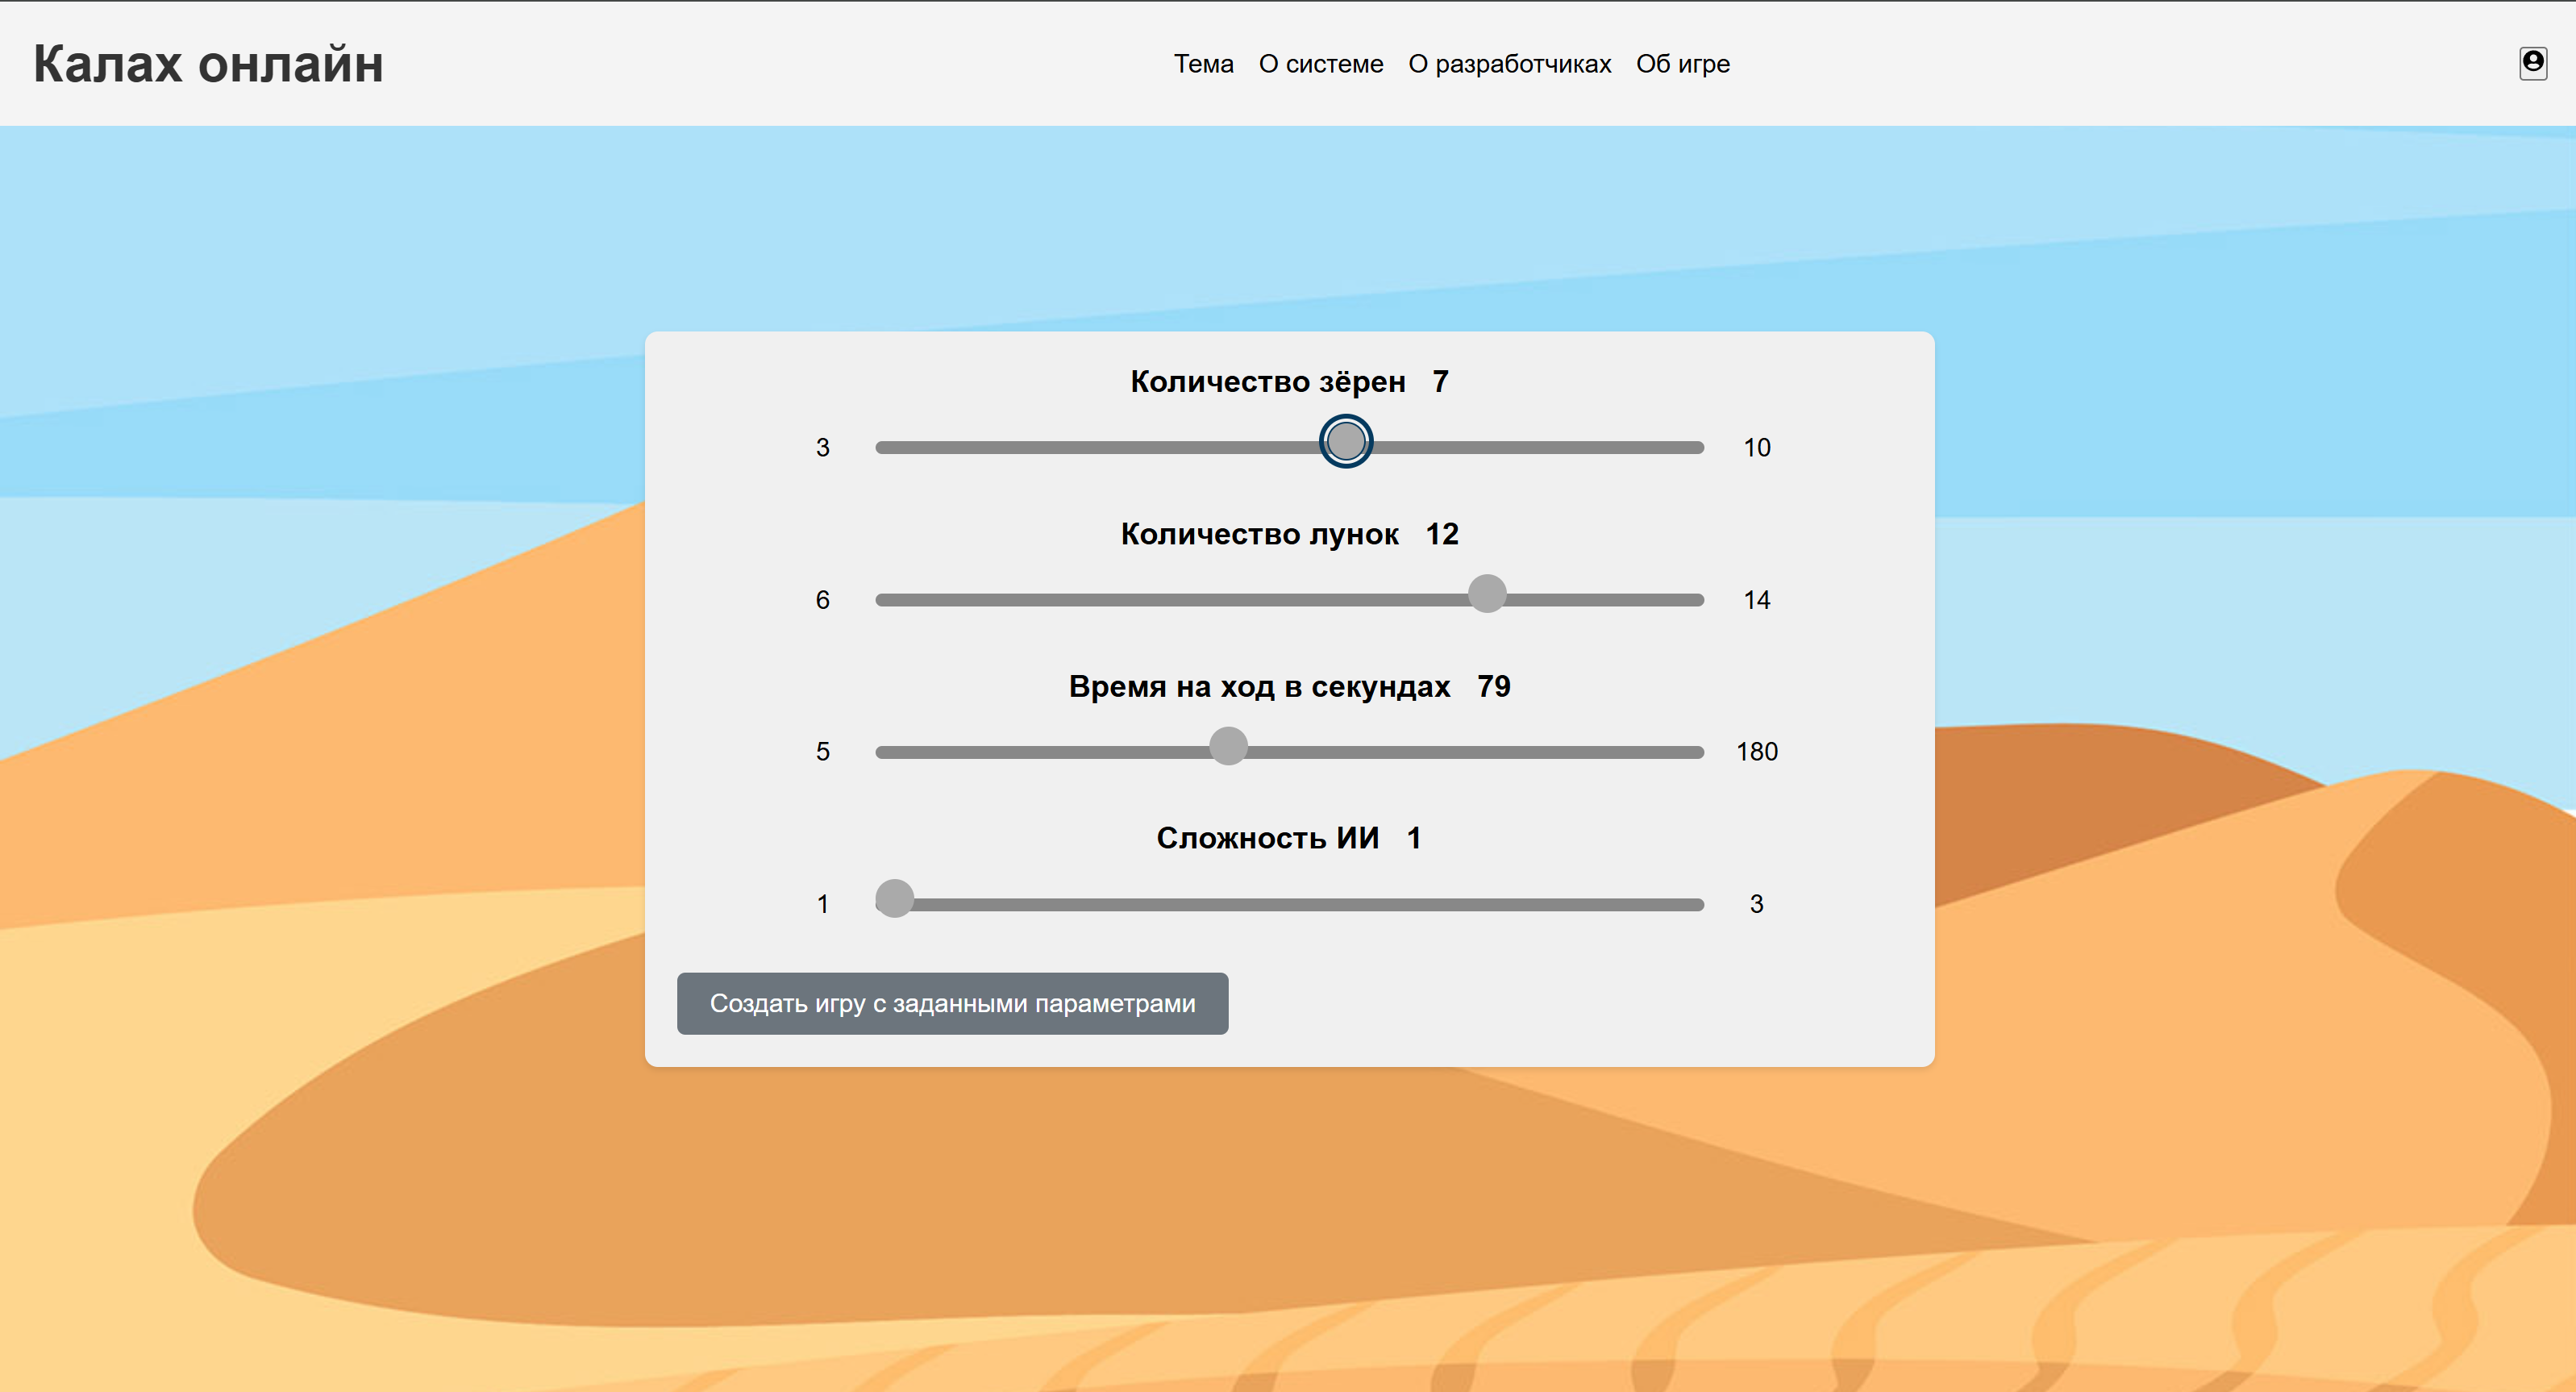 Калах онлайн
Тема О системе О разработчиках Об игре
Количество зёрен 7
3 10
Количество лунок 12
6 14
Время на ход в секундах 79
5 180
Сложность ИИ 1
1 3
Создать игру с заданными параметрами